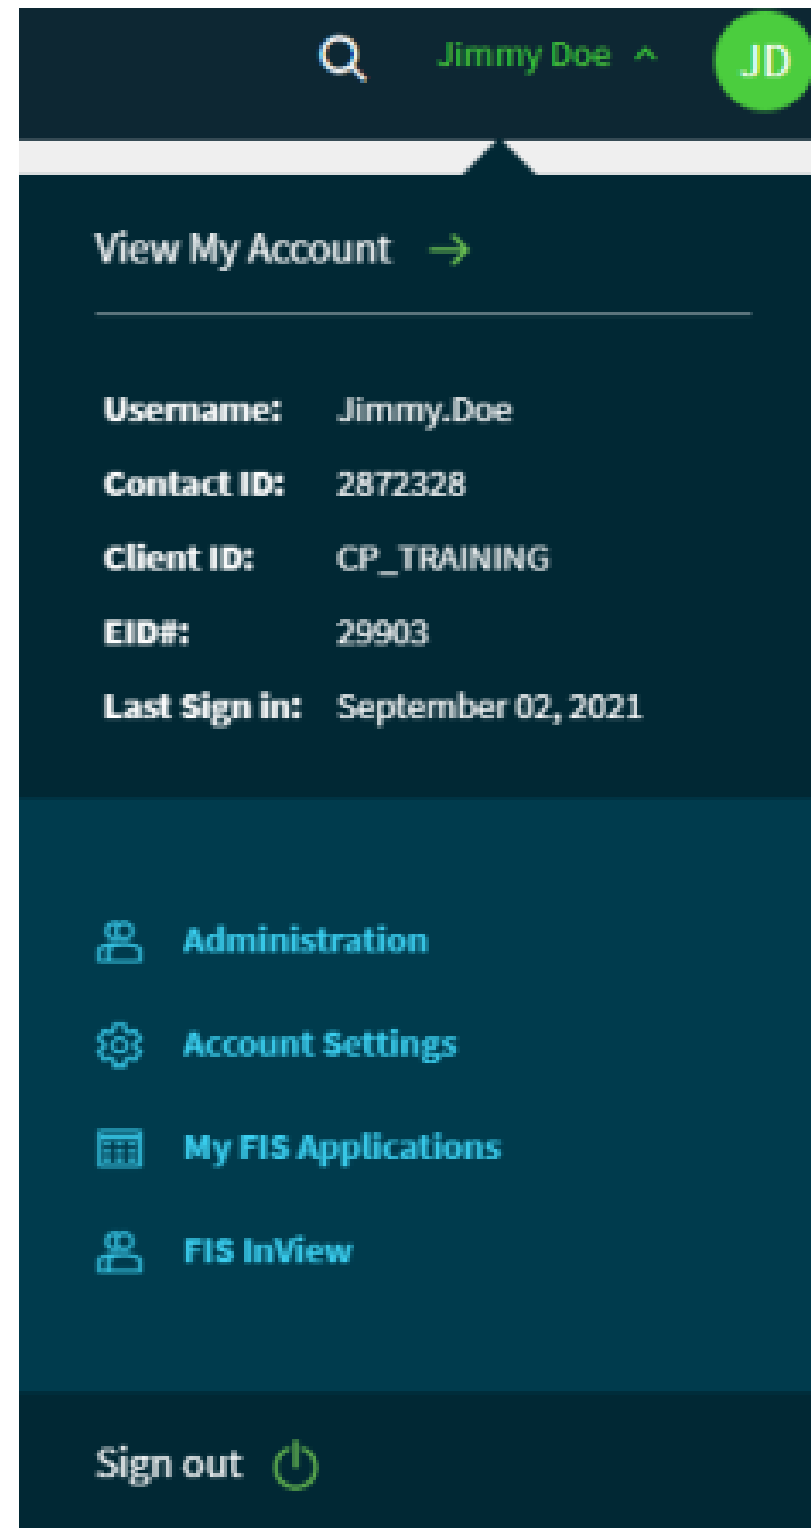 Jimmy Doe
JD
View My Account
Username: Jimmy.Doe
Contact ID: 2872328
Client ID: CP_TRAINING
EID#: 29903
Last Sign in: September 02, 2021
Administration
Account Settings
My FIS Applications
FIS InView
Sign out